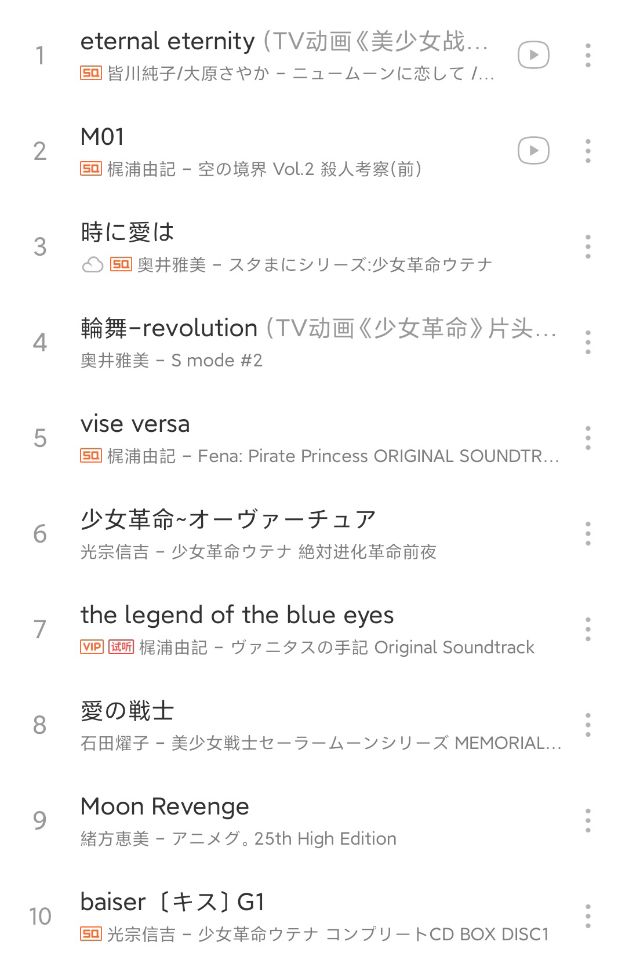 1
eternal eternity (TV动画《美少女战...
SQ 皆川純子/大原さやか - ニュームーンに恋して /...
2
M01
SQ 梶浦由記 - 空の境界 Vol.2 殺人考察(前)
3
時に愛は
SQ 奥井雅美 - スタまにシリーズ:少女革命ウテナ
4
輪舞-revolution (TV动画《少女革命》片头...
奥井雅美 - S mode #2
5
vise versa
SQ 梶浦由記 - Fena: Pirate Princess ORIGINAL SOUNDTR...
6
少女革命~オーヴァーチュア
光宗信吉 - 少女革命ウテナ 絶対进化革命前夜
7
the legend of the blue eyes
VIP 试听 梶浦由記 - ヴァニタスの手記 Original Soundtrack
8
愛の戦士
石田燿子 - 美少女戦士セーラームーンシリーズ MEMORIAL...
9
Moon Revenge
緒方恵美 - アニメグ。25th High Edition
10
baiser〔キス〕G1
SQ 光宗信吉 - 少女革命ウテナ コンプリートCD BOX DISC1